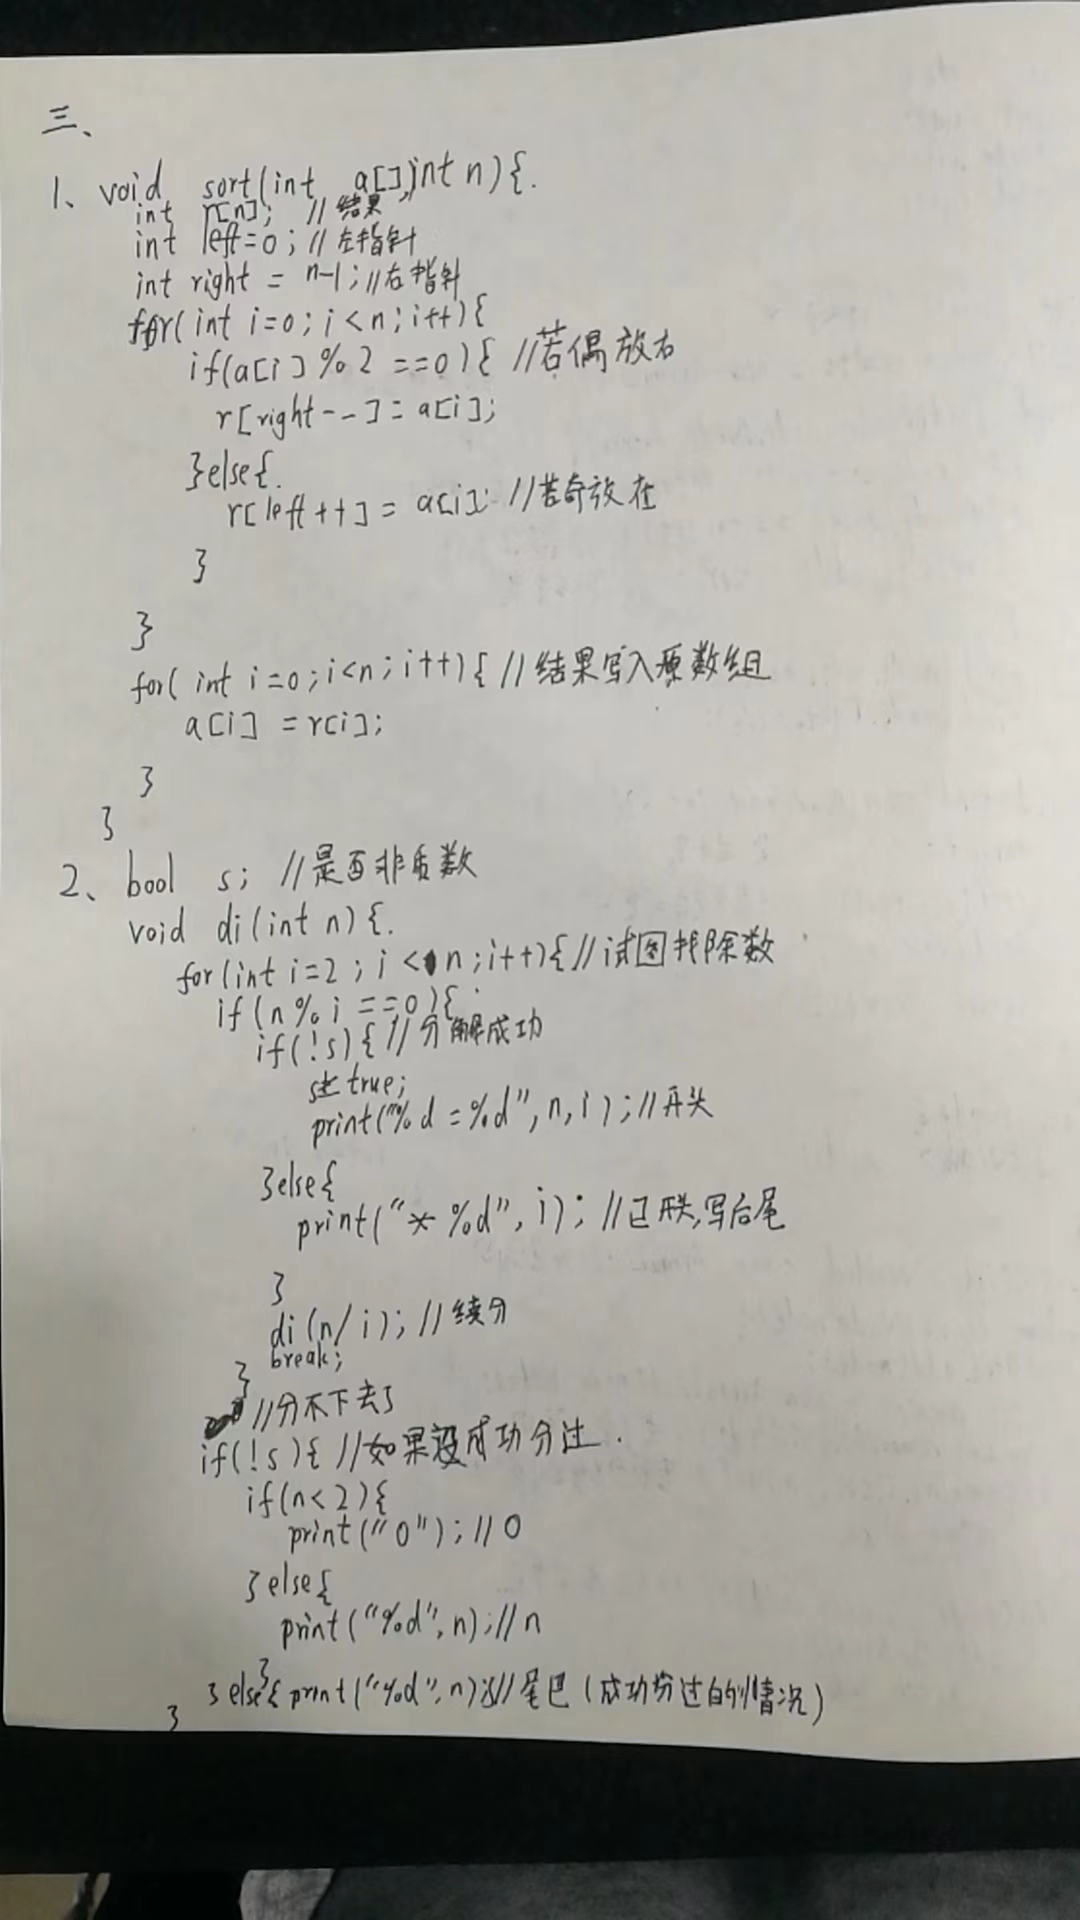 三、
1、void sort(int a[],int n){.
int r[n]; //结果
int left=0; //左指针
int right = n-1; //右指针
for(int i=0; i<n; i++){
if(a[i]%2==0){ //若偶放右
r[right--]=a[i];
}else{.
r[left++]=a[i]; //若奇放在
}
}
for(int i=0;i<n;i++){ //结果写入原数组
a[i]=r[i];
}
}
2、bool s; //是否非质数
void di(int n){.
for(int i=2; i<n;i++){//试图找除数
if(n%i==0){
if(!s){ //分解成功
s=true;
print("%d=%d",n,i);//开头
}else{
print("*%d",i); //已开头,写后尾
}
di(n/i); //续分
break;
}
//分不下去了
if(!s){ //如果没成功分过.
if(n<2){
print("0"); //0
}else{
print("%d",n);//n
}
}else{print("%d",n);}//尾巴(成功分过的情况)
}